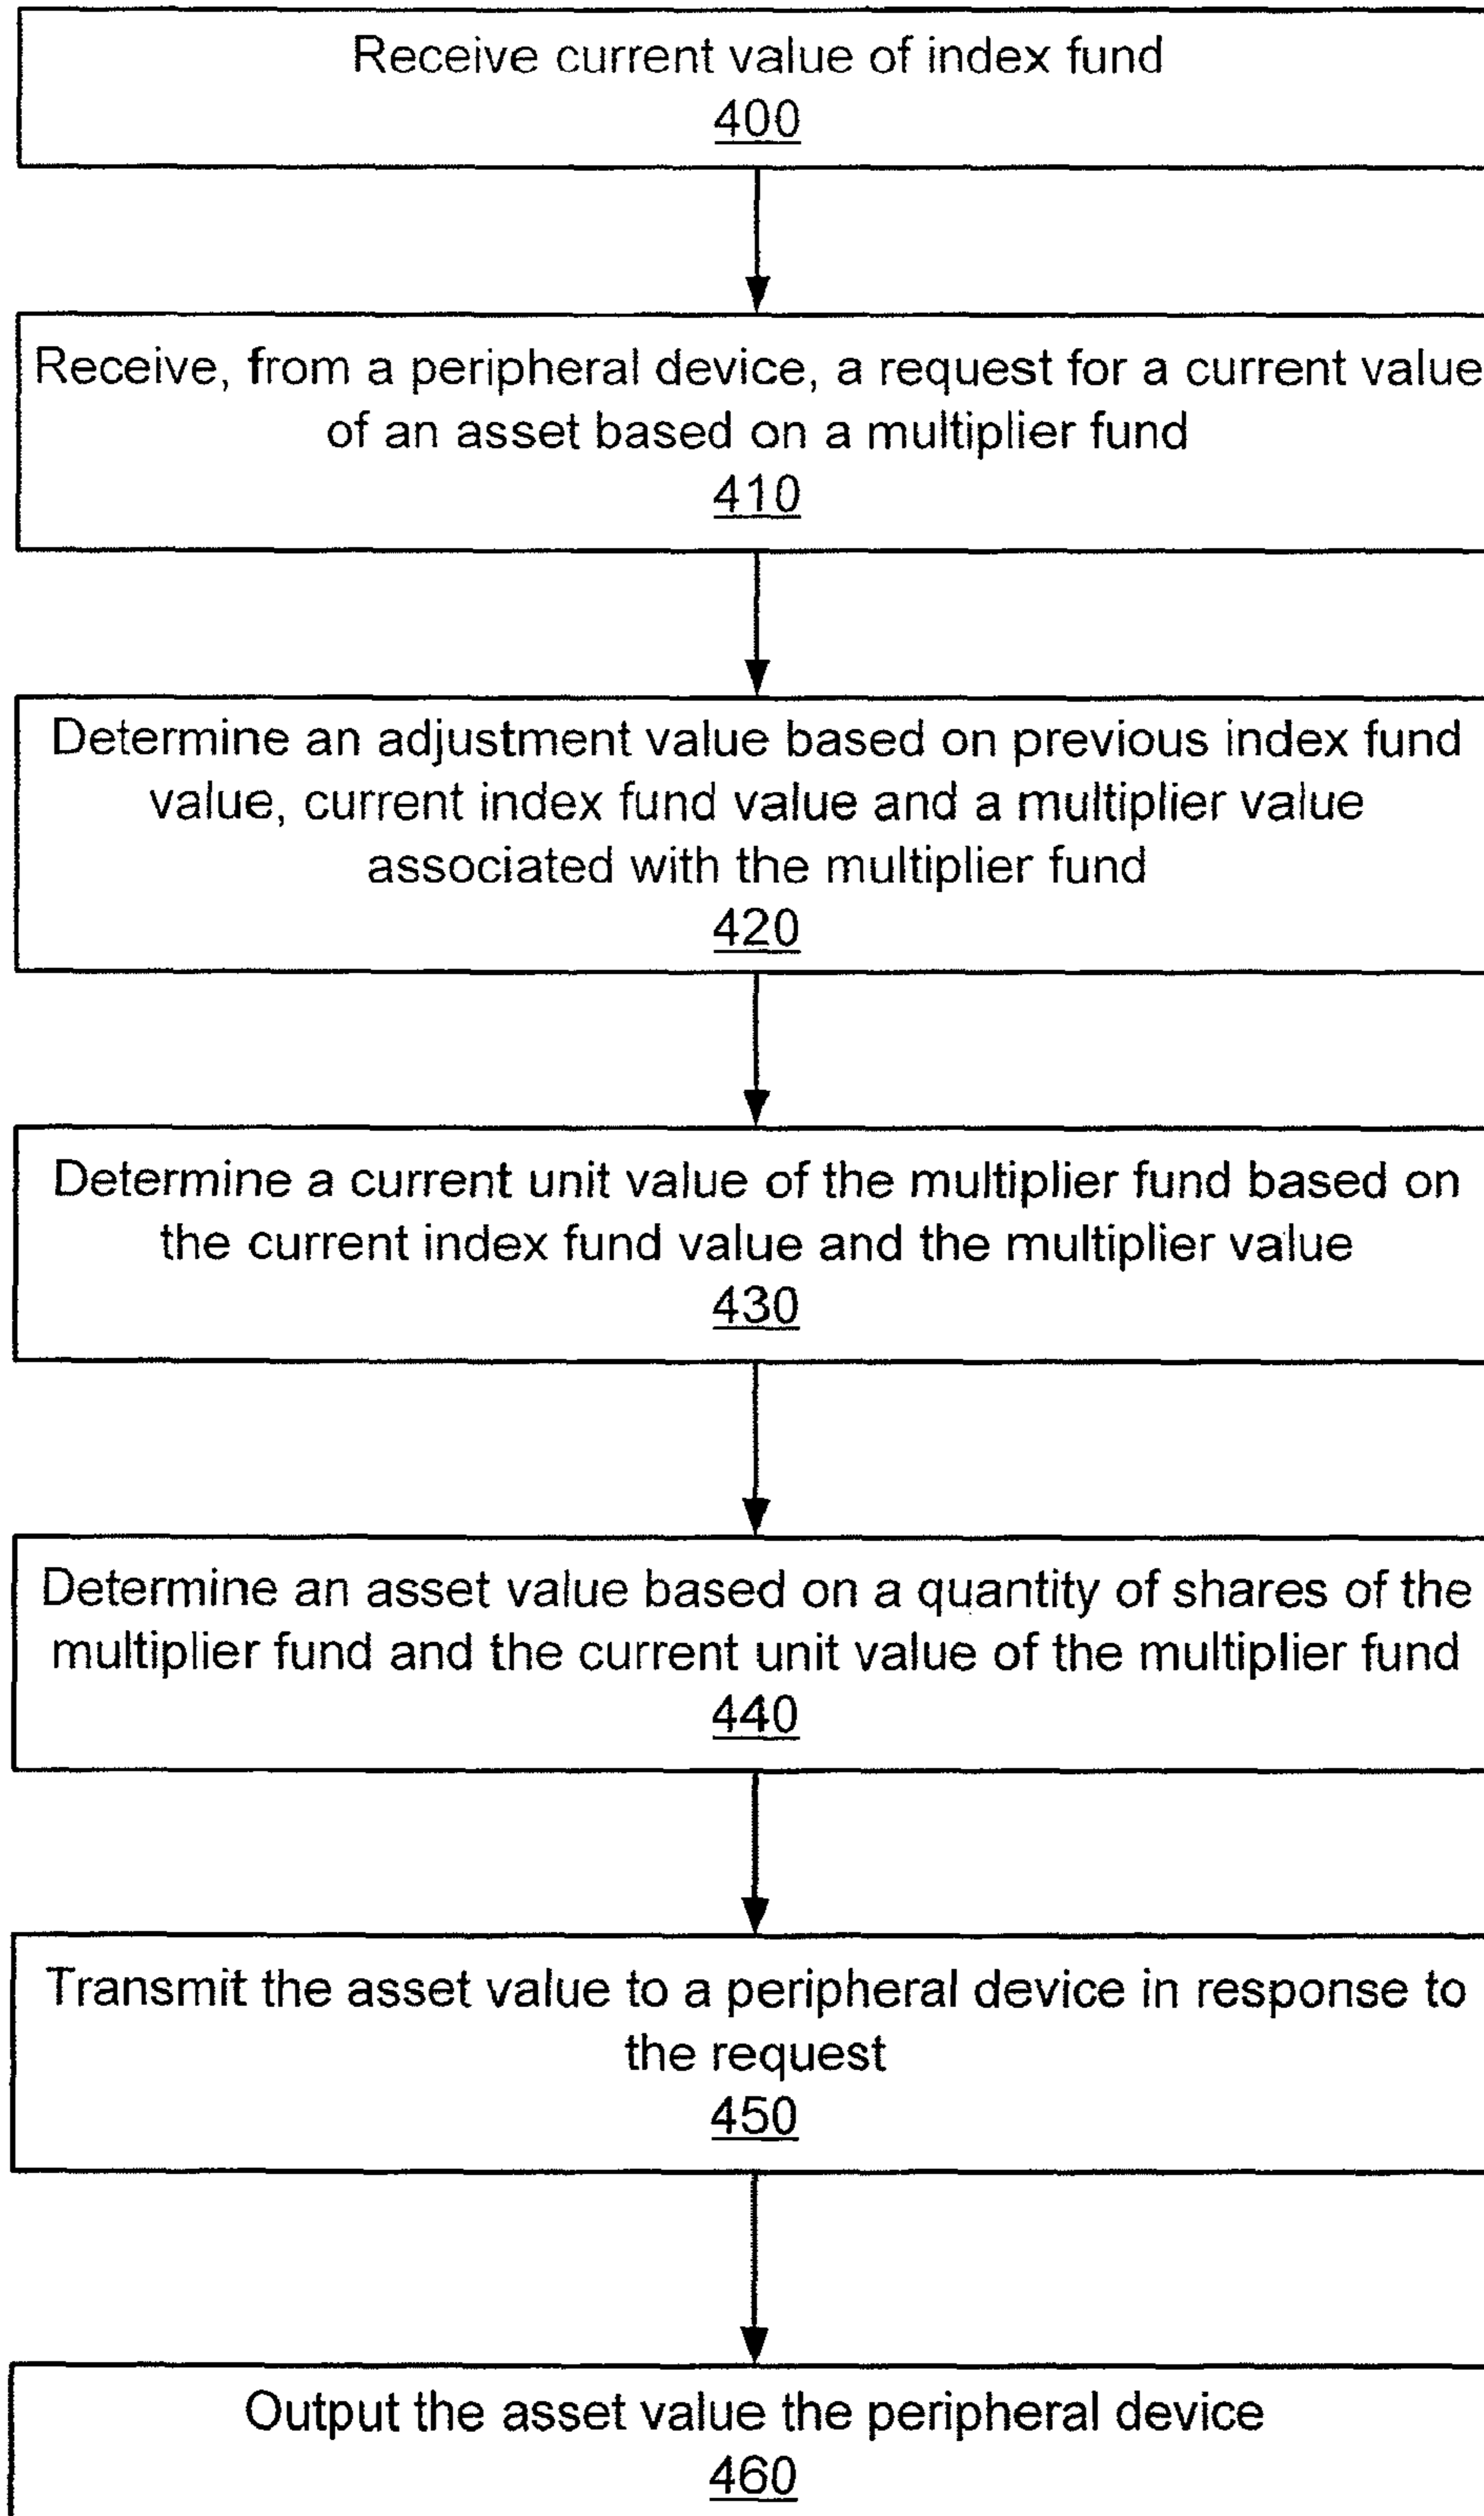 Receive current value of index fund
400
Receive, from a peripheral device, a request for a current value
of an asset based on a multiplier fund
410
Determine an adjustment value based on previous index fund
value, current index fund value and a multiplier value
associated with the multiplier fund
420
Determine a current unit value of the multiplier fund based on
the current index fund value and the multiplier value
430
Determine an asset value based on a quantity of shares of the
multiplier fund and the current unit value of the multiplier fund
440
Transmit the asset value to a peripheral device in response to
the request
450
Output the asset value the peripheral device
460